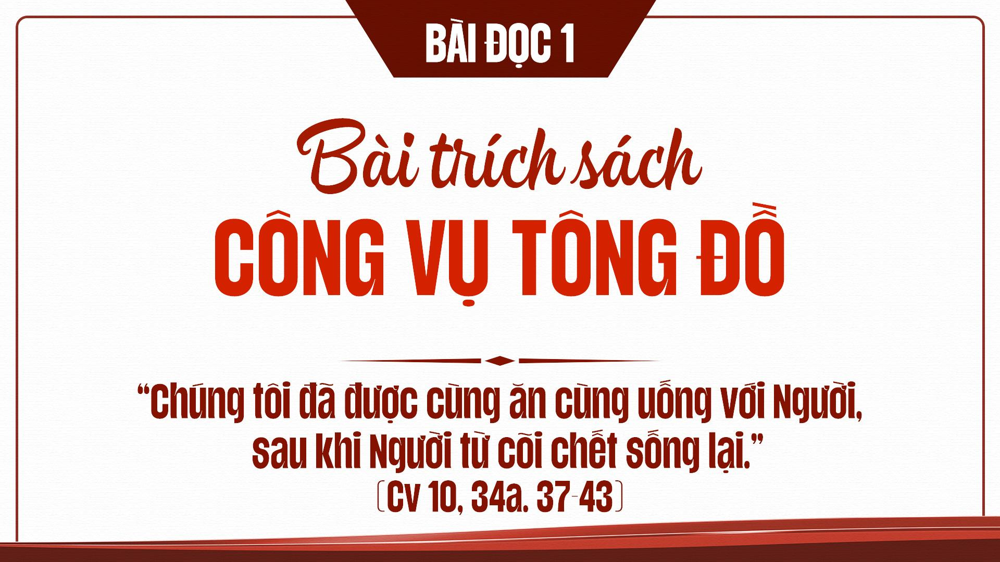 BÀI ĐỌC 1
Bài trích sách
CÔNG VỤ TÔNG ĐỒ
“Chúng tôi đã được cùng ăn cùng uống với Người,
sau khi Người từ cõi chết sống lại.”
(Cv 10, 34a. 37-43)